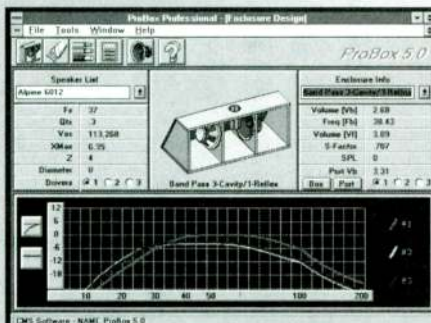 ProBox Professional - [Enclosure Design]
File Tools Window Help
ProBox 5.0
Speaker List
Alpine 6012
Fs 37
Qts .3
Vas 113,268
XMax 6.35
Z 4
Diameter 0
Drivers 1 2 3
Band Pass 3-Cavity/1-Reflex
Enclosure Info
Band Pass 3-Cavity/1-Reflex
Volume [Vb] 2.60
Freq [Fb] 38.43
Volume [Vf] 3.89
S-Factor .707
SPL 0
Port Vb 3.31
Box Port 1 2 3
12
6
0
-6
-12
-18
10 20 30 40 50 100 200
#1
#2
#3
CMS Software - NAME ProBox 5.0